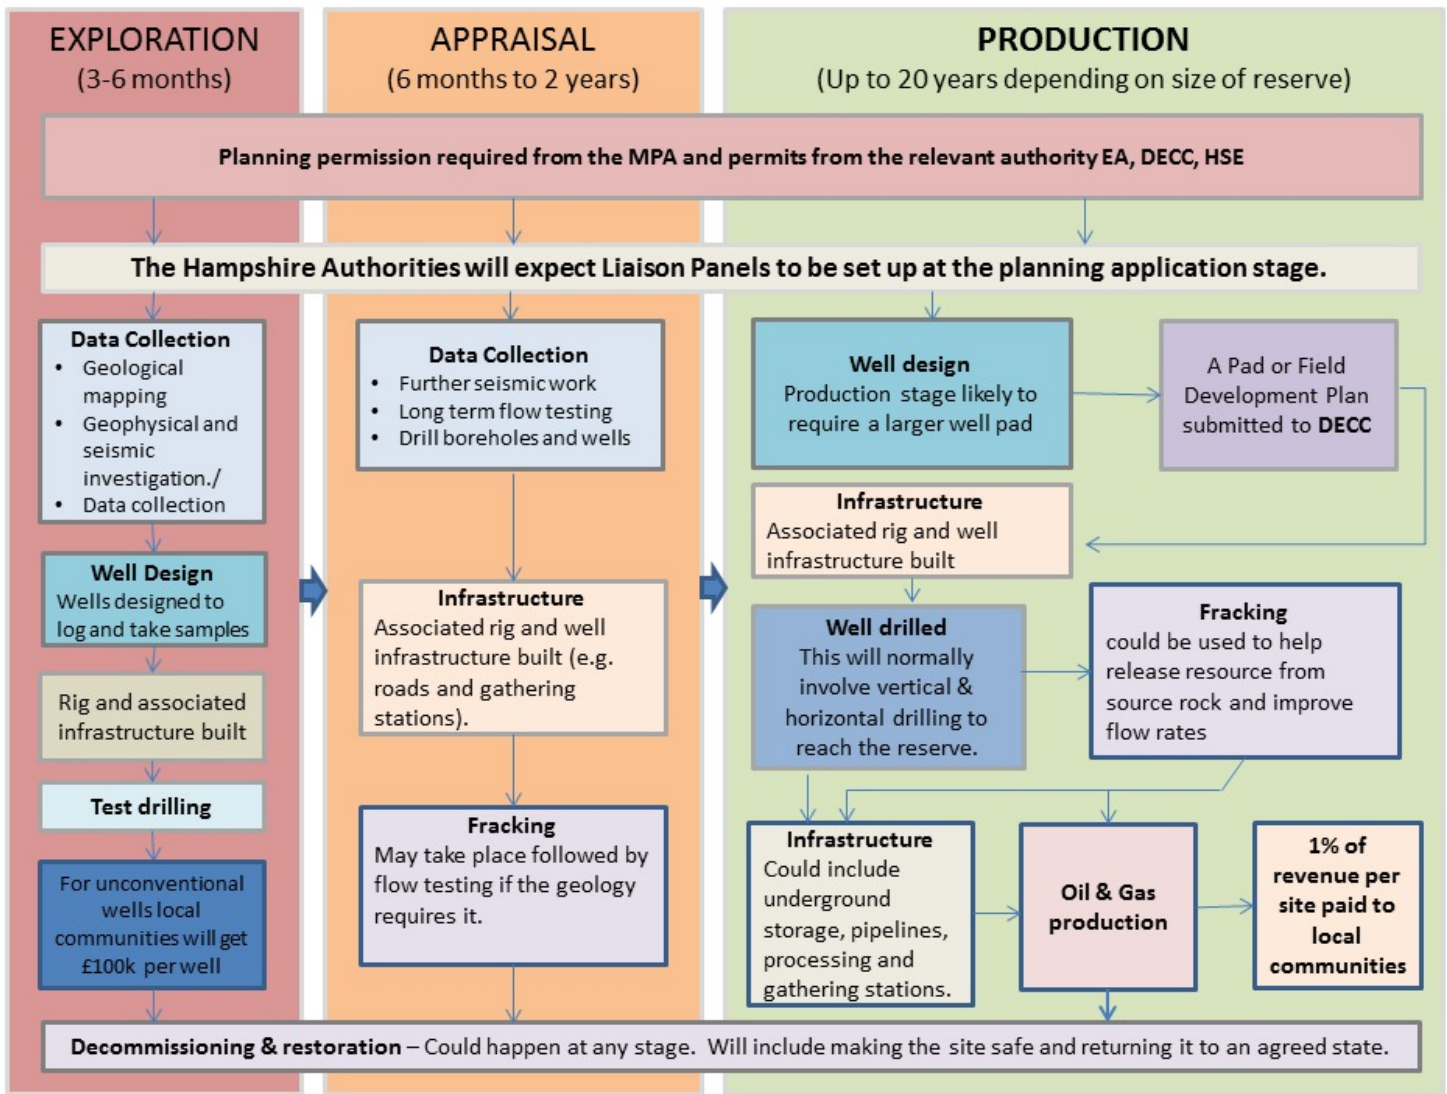 EXPLORATION
(3-6 months)
APPRAISAL
(6 months to 2 years)
PRODUCTION
(Up to 20 years depending on size of reserve)
Planning permission required from the MPA and permits from the relevant authority EA, DECC, HSE
The Hampshire Authorities will expect Liaison Panels to be set up at the planning application stage.
Data Collection
• Geological
mapping
• Geophysical and
seismic
investigation./
• Data collection
Well Design
Wells designed to
log and take samples
Rig and associated
infrastructure built
Test drilling
For unconventional
wells local
communities will get
£100k per well
Data Collection
• Further seismic work
• Long term flow testing
• Drill boreholes and wells
Infrastructure
Associated rig and well
infrastructure built (e.g.
roads and gathering
stations).
Fracking
May take place followed by
flow testing if the geology
requires it.
Well design
Production stage likely to
require a larger well pad
A Pad or Field
Development Plan
submitted to DECC
Infrastructure
Associated rig and well
infrastructure built
Well drilled
This will normally
involve vertical &
horizontal drilling to
reach the reserve.
Fracking
could be used to help
release resource from
source rock and improve
flow rates
Infrastructure
Could include
underground
storage, pipelines,
processing and
gathering stations.
Oil & Gas
production
1% of
revenue per
site paid to
local
communities
Decommissioning & restoration – Could happen at any stage. Will include making the site safe and returning it to an agreed state.